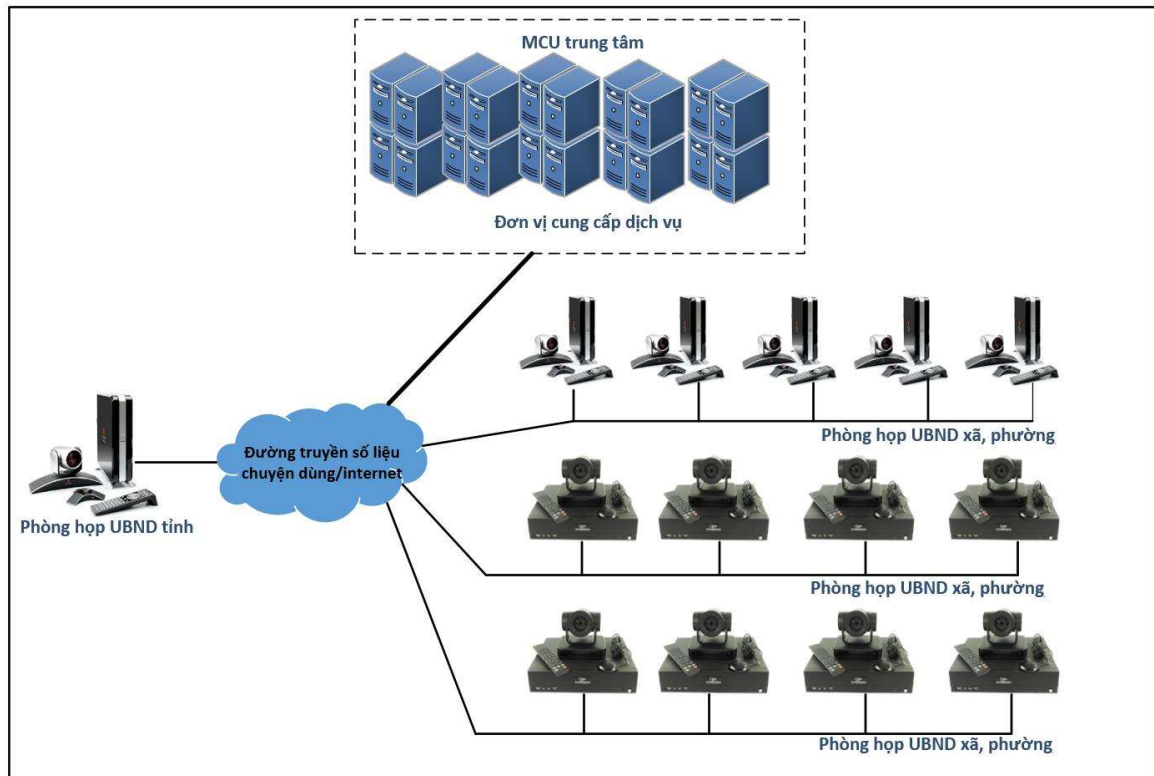 MCU trung tâm
Đơn vị cung cấp dịch vụ
Phòng họp UBND xã, phường
Đường truyền số liệu
chuyện dùng/internet
Phòng họp UBND tỉnh
Phòng họp UBND xã, phường
Phòng họp UBND xã, phường